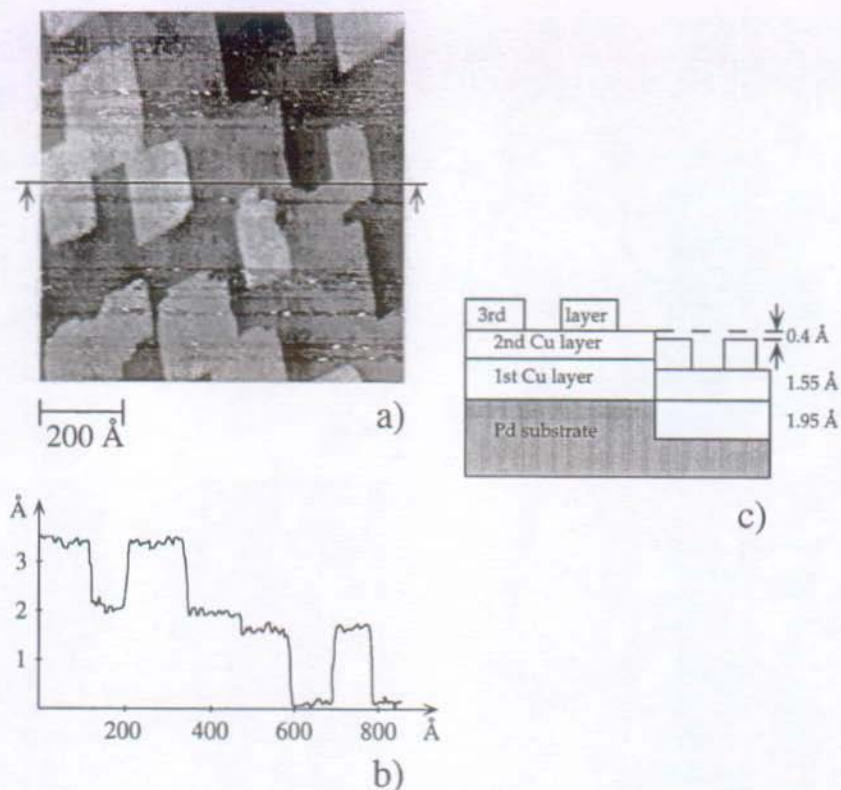 a)
200 Å
3rd layer
2nd Cu layer
1st Cu layer
Pd substrate
0.4 Å
1.55 Å
1.95 Å
c)
Å
3
2
1
200 400 600 800 Å
b)